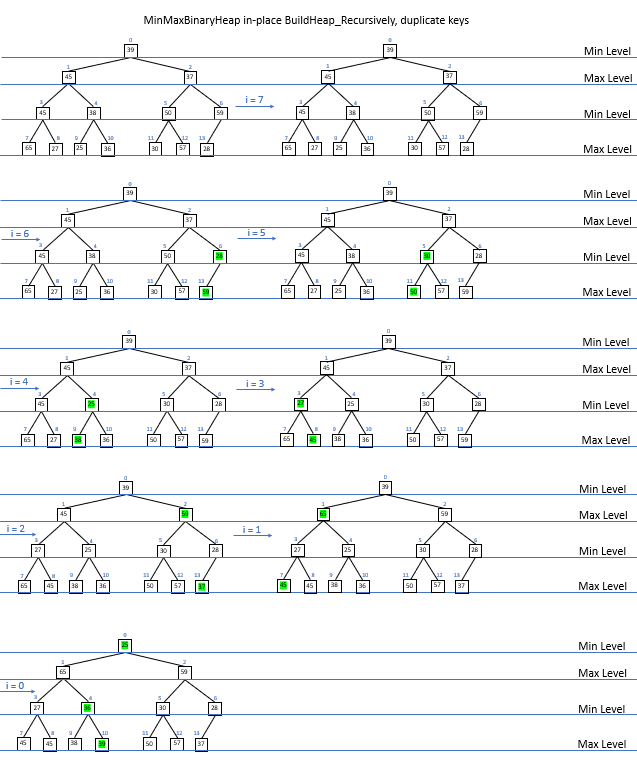 MinMaxBinaryHeap in-place BuildHeap_Recursively, duplicate keys
0 0
39 39 Min Level
1 2 1 2
45 37 45 37 Max Level
i = 7
3 4 5 6 3 4 5 6
45 38 50 59 45 38 50 59 Min Level
7 8 9 10 11 12 13 7 8 9 10 11 12 13
65 27 25 36 30 57 28 65 27 25 36 30 57 28 Max Level
0 0
39 39 Min Level
1 2 1 2
45 37 45 37 Max Level
i = 6 i = 5
3 4 5 6 3 4 5 6
45 38 50 28 45 38 30 28 Min Level
7 8 9 10 11 12 13 7 8 9 10 11 12 13
65 27 25 36 30 57 59 65 27 25 36 50 57 59 Max Level
0 0
39 39 Min Level
1 2 1 2
45 37 45 37 Max Level
i = 4 i = 3
3 4 5 6 3 4 5 6
45 25 30 28 27 25 30 28 Min Level
7 8 9 10 11 12 13 7 8 9 10 11 12 13
65 27 38 36 50 57 59 65 45 38 36 50 57 59 Max Level
0 0
39 39 Min Level
1 2 1 2
45 59 65 59 Max Level
i = 2 i = 1
3 4 5 6 3 4 5 6
27 25 30 28 27 25 30 28 Min Level
7 8 9 10 11 12 13 7 8 9 10 11 12 13
65 45 38 36 50 57 37 45 45 38 36 50 57 37 Max Level
0
25 Min Level
1 2
65 59 Max Level
i = 0
3 4 5 6
27 36 30 28 Min Level
7 8 9 10 11 12 13
45 45 38 39 50 57 37 Max Level